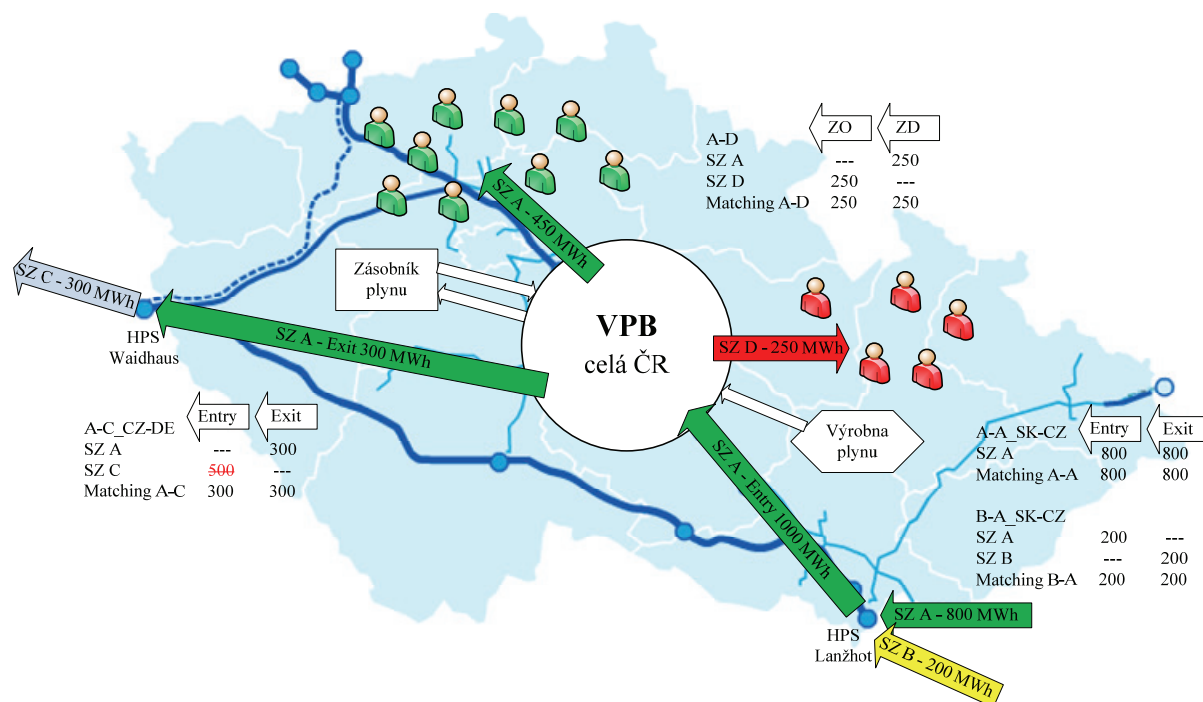 A-D ZO ZD
SZ A --- 250
SZ D 250 ---
Matching A-D 250 250
SZ A - 450 MWh
Zásobník
plynu
SZ C - 300 MWh
HPS
Waidhaus
SZ A - Exit 300 MWh
VPB
celá ČR
SZ D - 250 MWh
Výrobna
plynu
Entry Exit
A-C_CZ-DE
SZ A --- 300
SZ C 500 ---
Matching A-C 300 300
SZ A - Entry 1000 MWh
A-A_SK-CZ Entry Exit
SZ A 800 800
Matching A-A 800 800
B-A_SK-CZ
SZ A 200 ---
SZ B --- 200
Matching B-A 200 200
SZ A - 800 MWh
HPS
Lanžhot
SZ B - 200 MWh